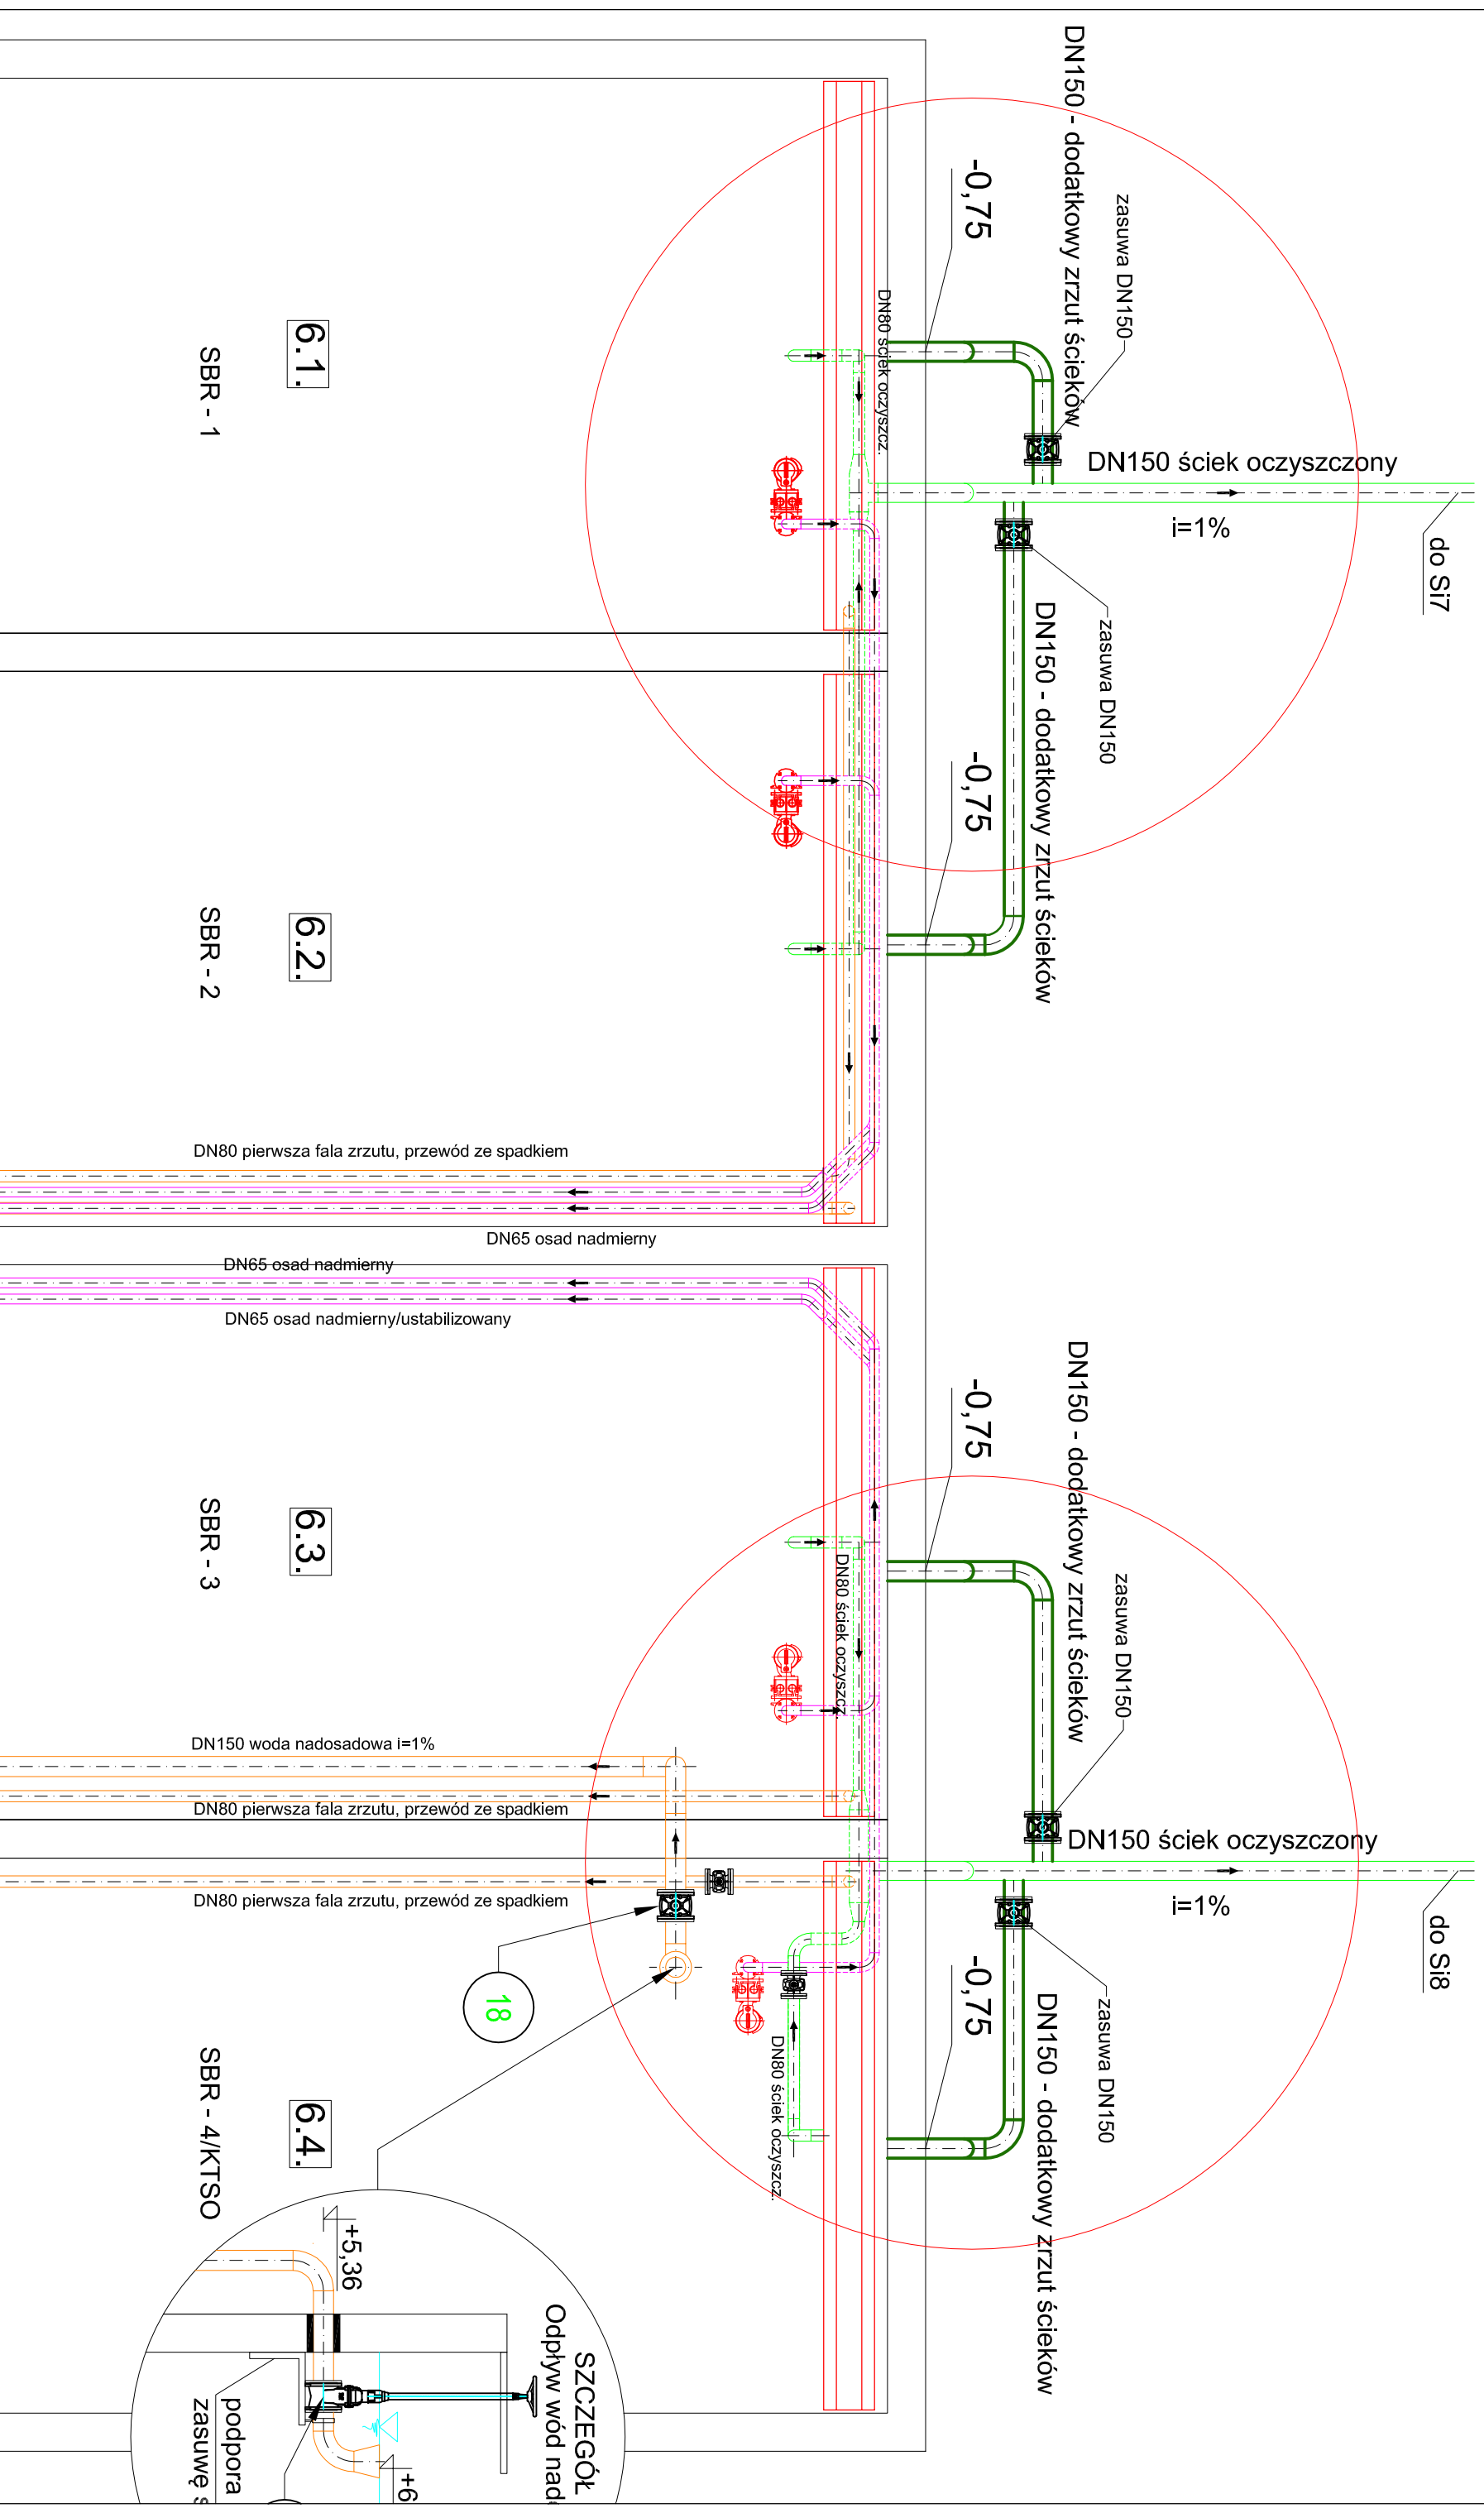 DN150 - dodatkowy zrzut ścieków
zasuwa DN150
-0,75
DN80 ściek oczyszcz.
DN150 ściek oczyszczony
i=1%
do Si7
6.1.
SBR - 1
zasuwa DN150
DN150 - dodatkowy zrzut ścieków
-0,75
6.2.
SBR - 2
DN80 pierwsza fala zrzutu, przewód ze spadkiem
DN65 osad nadmierny
DN65 osad nadmierny
DN65 osad nadmierny/ustabilizowany
DN150 - dodatkowy zrzut ścieków
-0,75
zasuwa DN150
DN80 ściek oczyszcz.
6.3.
SBR - 3
DN150 woda nadosadowa i=1%
DN80 pierwsza fala zrzutu, przewód ze spadkiem
DN150 ściek oczyszczony
i=1%
do Si8
DN80 pierwsza fala zrzutu, przewód ze spadkiem
18
-0,75
zasuwa DN150
DN150 - dodatkowy zrzut ścieków
DN80 ściek oczyszcz.
6.4.
SBR - 4/KTSO
+5,36
SZCZEGÓŁ
Odpływ wód nad
podpora
zasuwę
+6